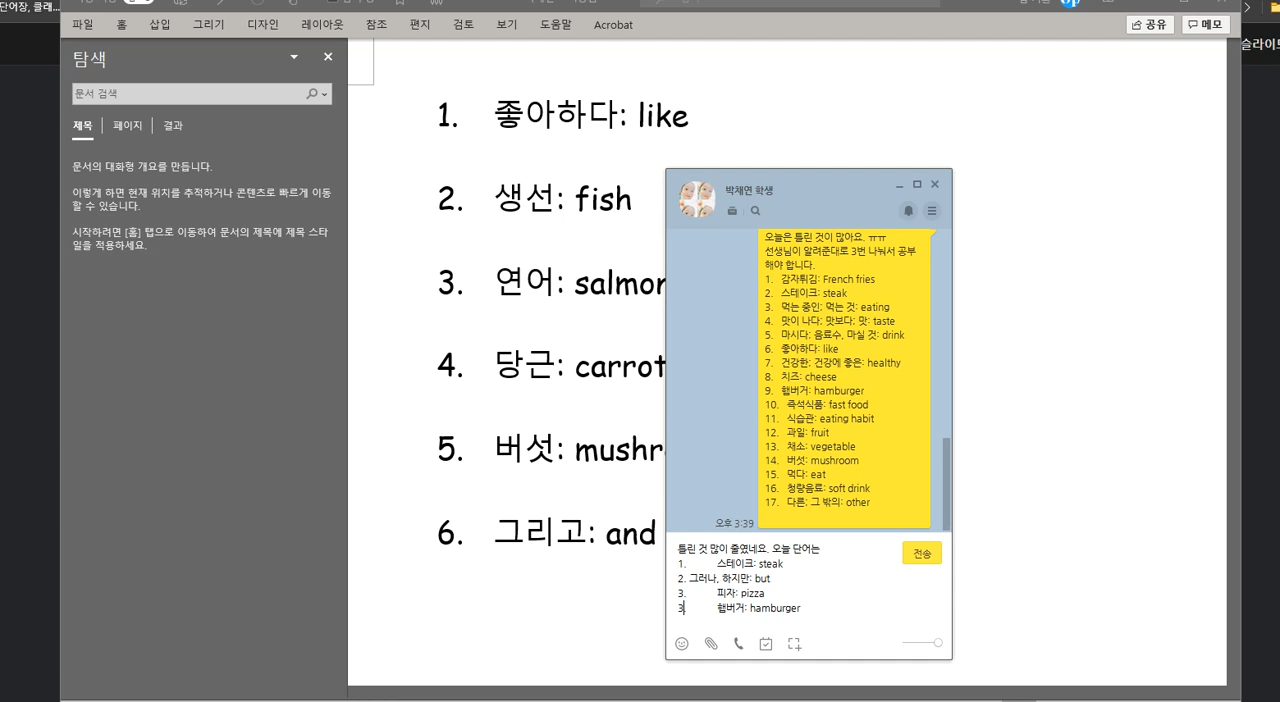 단어장, 클래...
파일 홈 삽입 그리기 디자인 레이아웃 참조 편지 검토 보기 도움말 Acrobat
공유 메모
슬라이드
탐색
문서 검색
제목 페이지 결과
문서의 대화형 개요를 만듭니다.
이렇게 하면 현재 위치를 추적하거나 콘텐츠로 빠르게 이동
할 수 있습니다.
시작하려면 [홈] 탭으로 이동하여 문서의 제목에 제목 스타
일을 적용하세요.
1. 좋아하다: like
2. 생선: fish
3. 연어: salmon
4. 당근: carrot
5. 버섯: mushr
6. 그리고: and
박채연 학생
오늘은 틀린 것이 많아요. ㅠㅠ
선생님이 알려준대로 3번 나눠서 공부
해야 합니다.
1. 감자튀김: French fries
2. 스테이크: steak
3. 먹는 중인; 먹는 것: eating
4. 맛이 나다; 맛보다; 맛: taste
5. 마시다; 음료수, 마실 것: drink
6. 좋아하다: like
7. 건강한; 건강에 좋은: healthy
8. 치즈: cheese
9. 햄버거: hamburger
10. 즉석식품: fast food
11. 식습관: eating habit
12. 과일: fruit
13. 채소: vegetable
14. 버섯: mushroom
15. 먹다: eat
16. 청량음료: soft drink
17. 다른; 그 밖의: other
오후 3:39
틀린 것 많이 줄였네요. 오늘 단어는
1. 스테이크: steak
2. 그러나, 하지만: but
3. 피자: pizza
3. 햄버거: hamburger
전송